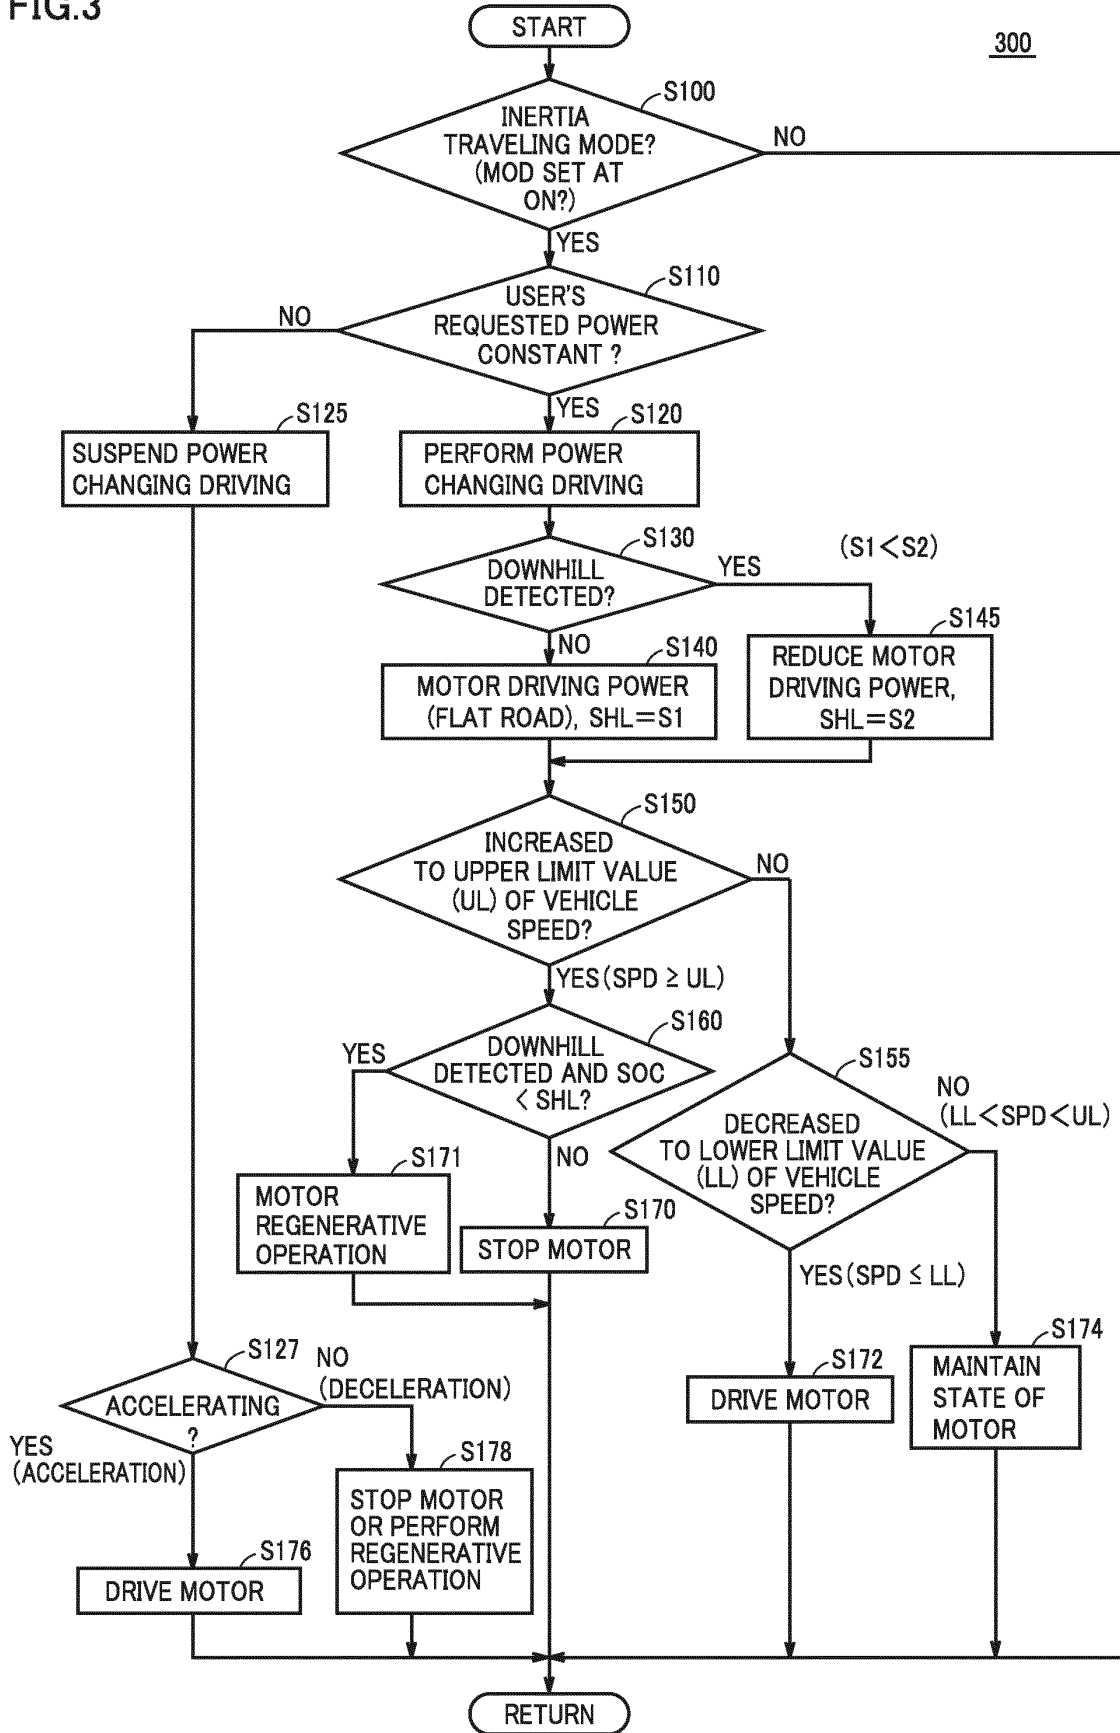 FIG.3
START
300
S100
INERTIA
TRAVELING MODE?
(MOD SET AT
ON?)
NO
YES
S110
USER'S
REQUESTED POWER
CONSTANT ?
NO
YES
S125
SUSPEND POWER
CHANGING DRIVING
S120
PERFORM POWER
CHANGING DRIVING
S130
DOWNHILL
DETECTED?
YES
(S1<S2)
NO
S140
MOTOR DRIVING POWER
(FLAT ROAD), SHL=S1
S145
REDUCE MOTOR
DRIVING POWER,
SHL=S2
S150
INCREASED
TO UPPER LIMIT VALUE
(UL) OF VEHICLE
SPEED?
NO
YES(SPD ≥ UL)
S160
DOWNHILL
DETECTED AND SOC
< SHL?
YES
NO
S155
DECREASED
TO LOWER LIMIT VALUE
(LL) OF VEHICLE
SPEED?
NO
(LL<SPD<UL)
S171
MOTOR
REGENERATIVE
OPERATION
S170
STOP MOTOR
YES(SPD ≤ LL)
S172
DRIVE MOTOR
S174
MAINTAIN
STATE OF
MOTOR
S127
ACCELERATING
?
NO
(DECELERATION)
YES
(ACCELERATION)
S178
STOP MOTOR
OR PERFORM
REGENERATIVE
OPERATION
S176
DRIVE MOTOR
RETURN